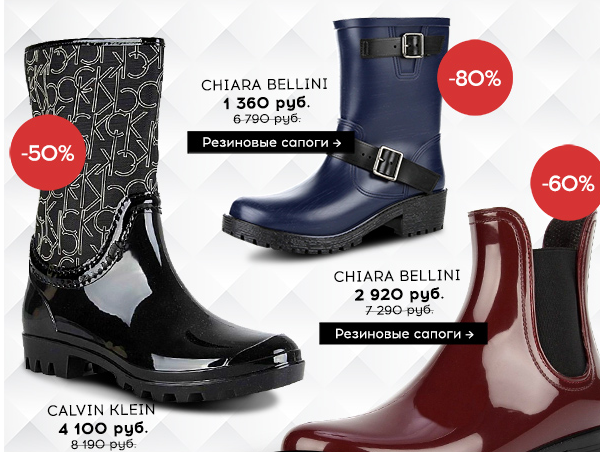 CHIARA BELLINI
1 360 руб.
6 790 руб.
Резиновые сапоги →
-80%
-50%
-60%
CHIARA BELLINI
2 920 руб.
7 290 руб.
Резиновые сапоги →
CALVIN KLEIN
4 100 руб.
8 190 руб.